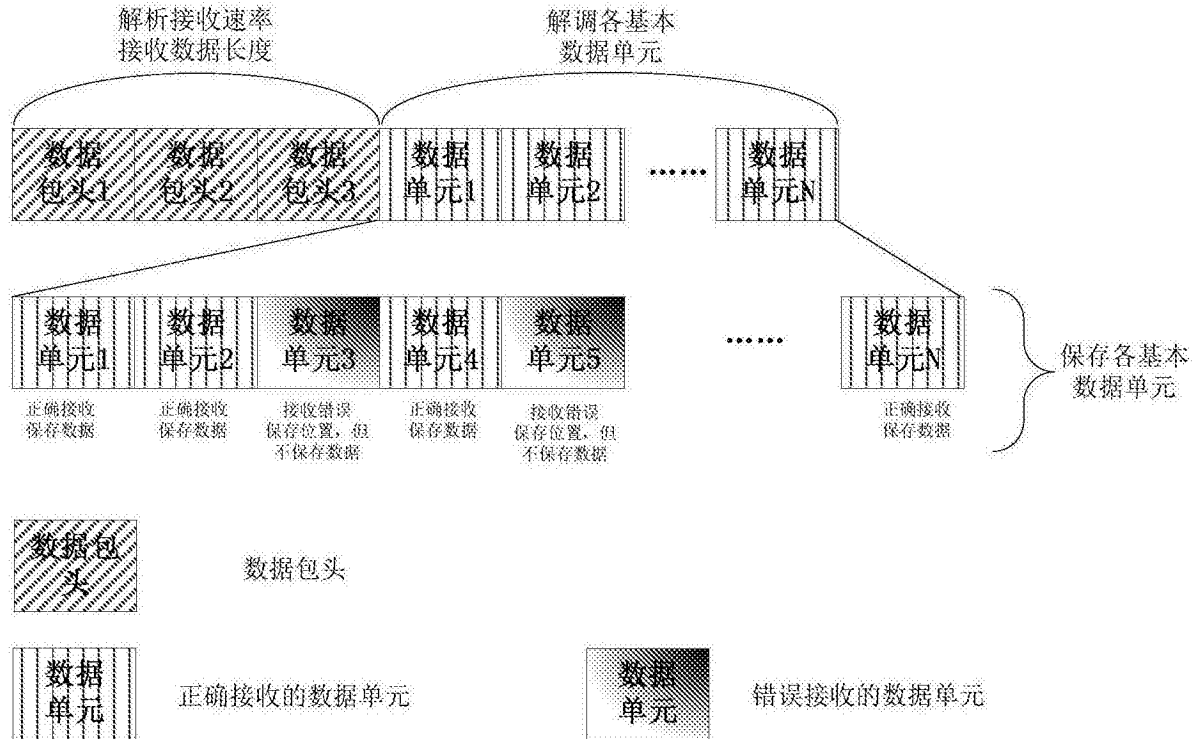 解析接收速率
接收数据长度
解调各基本
数据单元
数据
包头1
数据
包头2
数据
包头3
数据
单元1
数据
单元2
……
数据
单元N
数据
单元1
数据
单元2
数据
单元3
数据
单元4
数据
单元5
……
数据
单元N
保存各基本
数据单元
正确接收
保存数据
正确接收
保存数据
接收错误
保存位置，但
不保存数据
正确接收
保存数据
接收错误
保存位置，但
不保存数据
正确接收
保存数据
数据包
头
数据包头
数据
单元
正确接收的数据单元
数据
单元
错误接收的数据单元